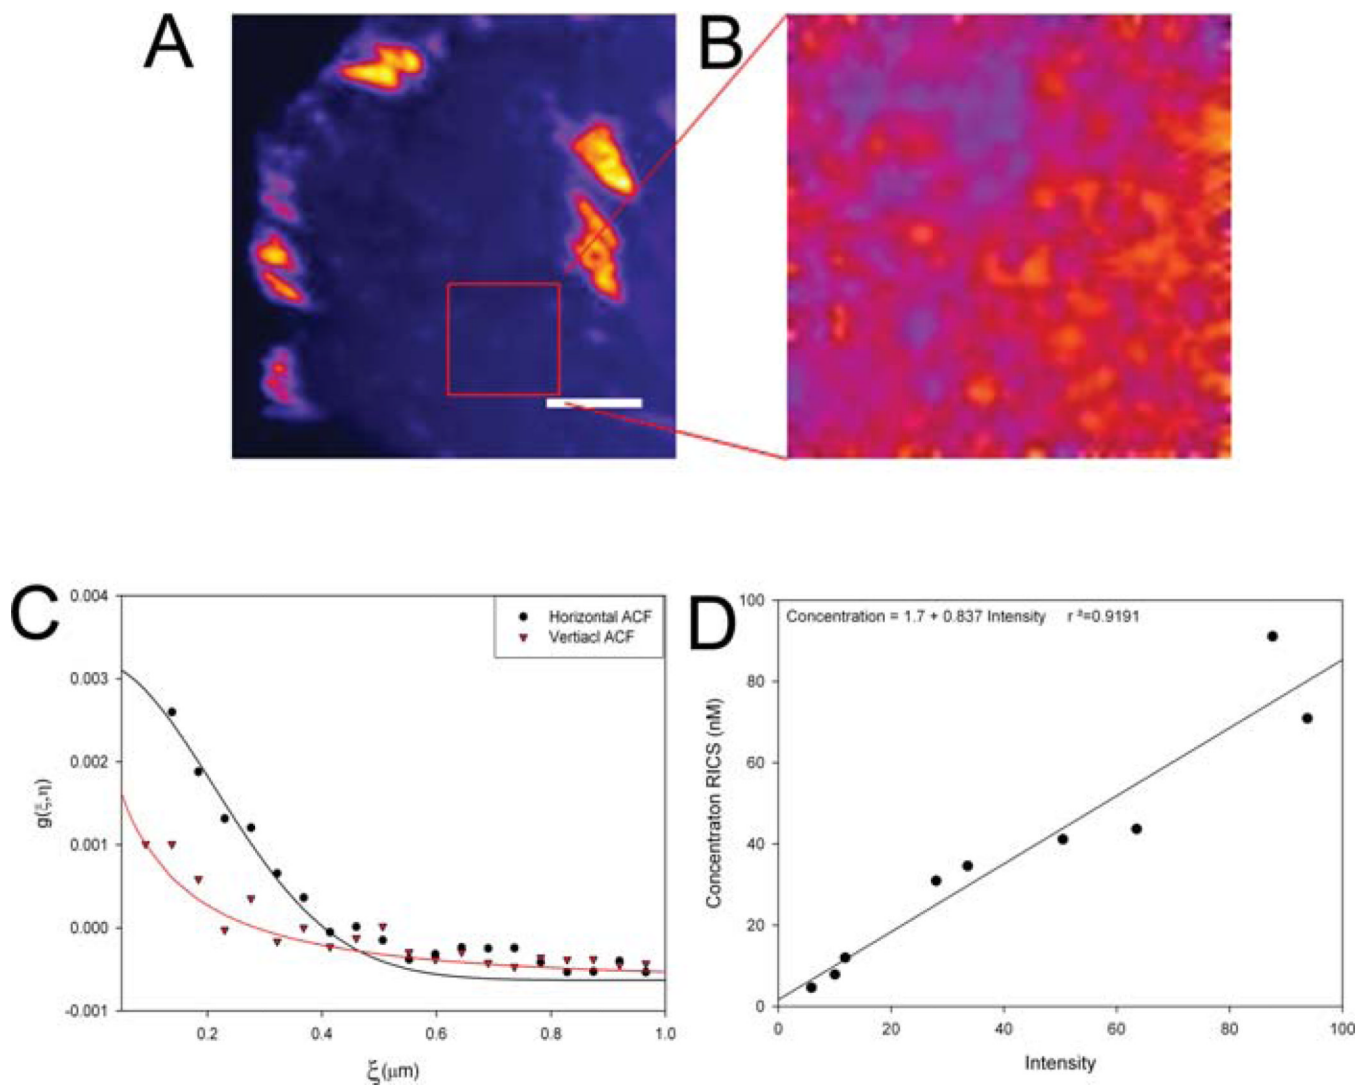 A
B
C
0.004
0.003
0.002
0.001
0.000
-0.001
g(ξ,η)
0.2
0.4
0.6
0.8
1.0
ξ(μm)
Horizontal ACF
Vertiacl ACF
D
Concentration = 1.7 + 0.837 Intensity r ²=0.9191
100
80
60
40
20
0
Concentraton RICS (nM)
0
20
40
60
80
100
Intensity